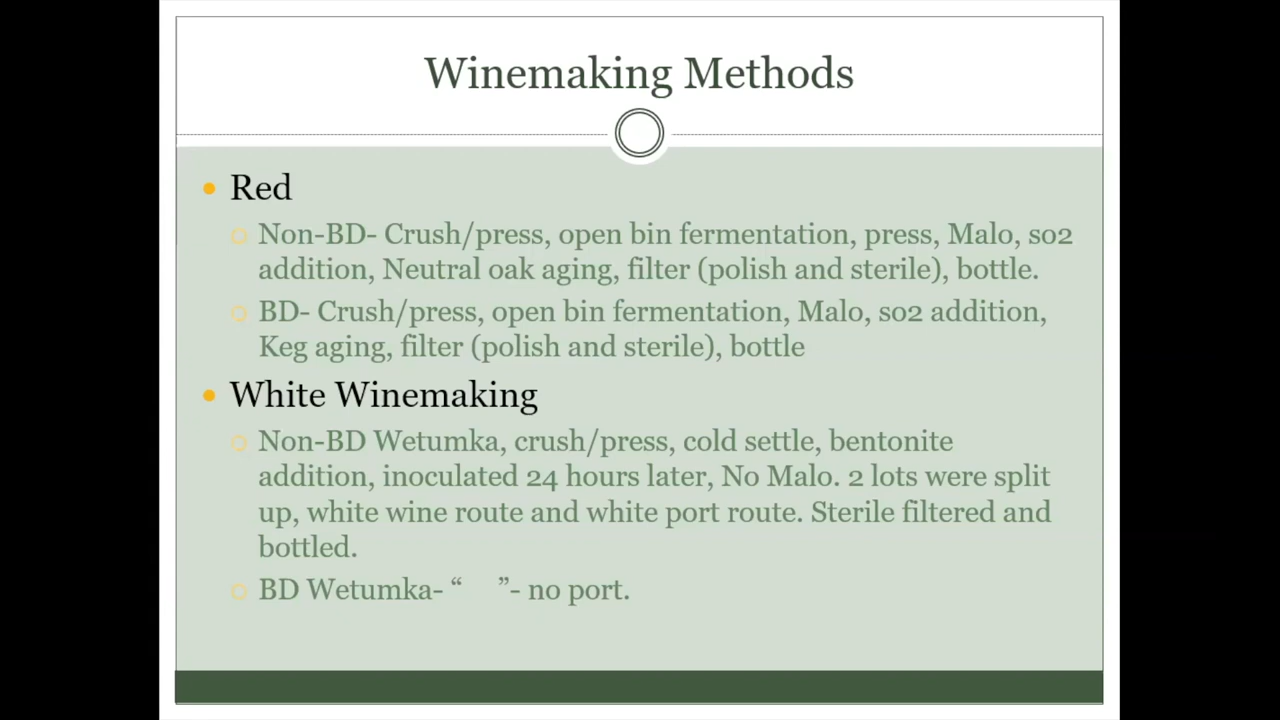 Winemaking Methods
Red
Non-BD- Crush/press, open bin fermentation, press, Malo, so2
addition, Neutral oak aging, filter (polish and sterile), bottle.
BD- Crush/press, open bin fermentation, Malo, so2 addition,
Keg aging, filter (polish and sterile), bottle
White Winemaking
Non-BD Wetumka, crush/press, cold settle, bentonite
addition, inoculated 24 hours later, No Malo. 2 lots were split
up, white wine route and white port route. Sterile filtered and
bottled.
BD Wetumka- “ ”- no port.